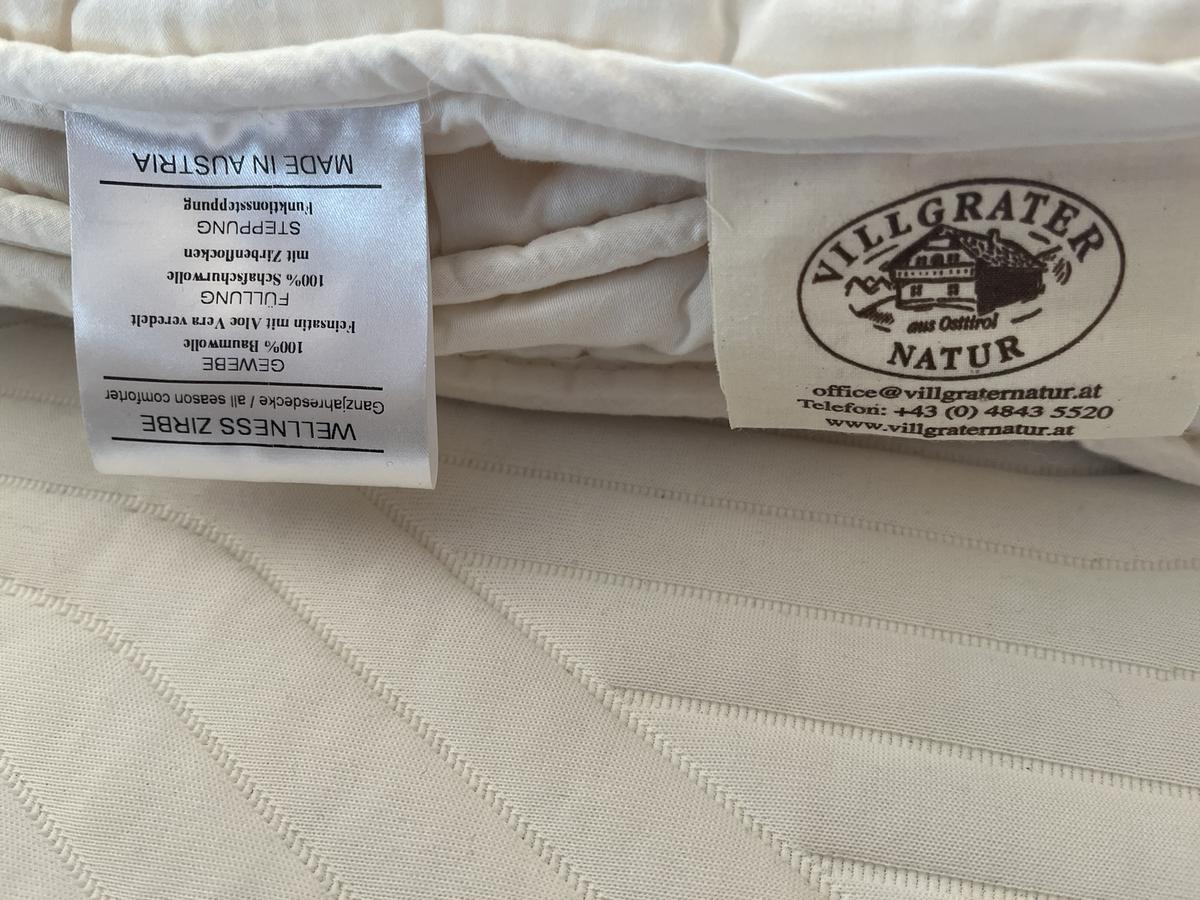 WELLNESS ZIRBE
Ganzjahresdecke / all season comforter
GEWEBE
100% Baumwolle
Feinsatin mit Aloe Vera veredelt
FÜLLUNG
100% Schafschurwolle
mit Zirbenflocken
STEPPUNG
Funktionssteppung
MADE IN AUSTRIA
VILLGRATER
aus Osttirol
NATUR
office@villgraternatur.at
Telefon: +43 (0) 4843 5520
www.villgraternatur.at